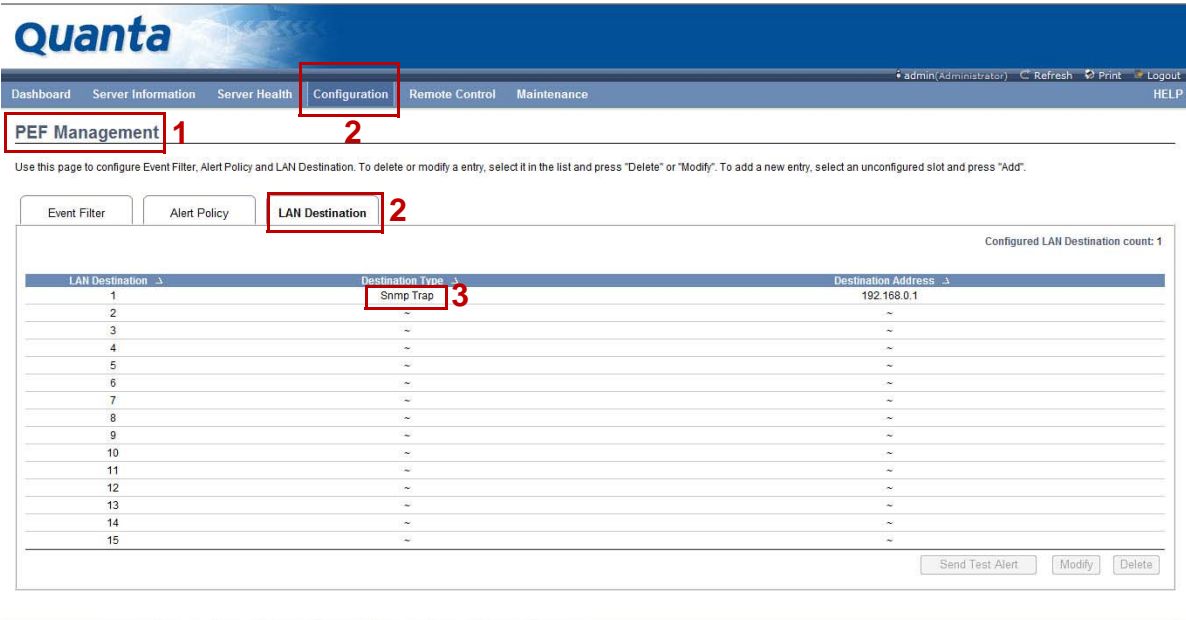 Quanta
admin(Administrator) Refresh Print Logout
Dashboard Server Information Server Health Configuration Remote Control Maintenance HELP
PEF Management 1 2
Use this page to configure Event Filter, Alert Policy and LAN Destination. To delete or modify a entry, select it in the list and press "Delete" or "Modify". To add a new entry, select an unconfigured slot and press "Add".
Event Filter Alert Policy LAN Destination 2
Configured LAN Destination count: 1
LAN Destination Destination Type Destination Address
1 Snmp Trap 3 192.168.0.1
2 ~ ~
3 ~ ~
4 ~ ~
5 ~ ~
6 ~ ~
7 ~ ~
8 ~ ~
9 ~ ~
10 ~ ~
11 ~ ~
12 ~ ~
13 ~ ~
14 ~ ~
15 ~ ~
Send Test Alert Modify Delete